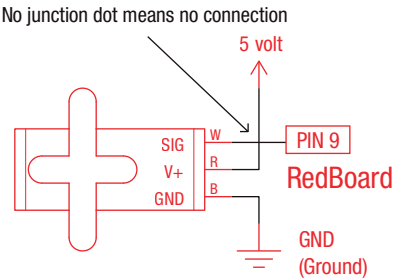 No junction dot means no connection
5 volt
SIG
W
PIN 9
V+
R
RedBoard
GND
B
GND
(Ground)